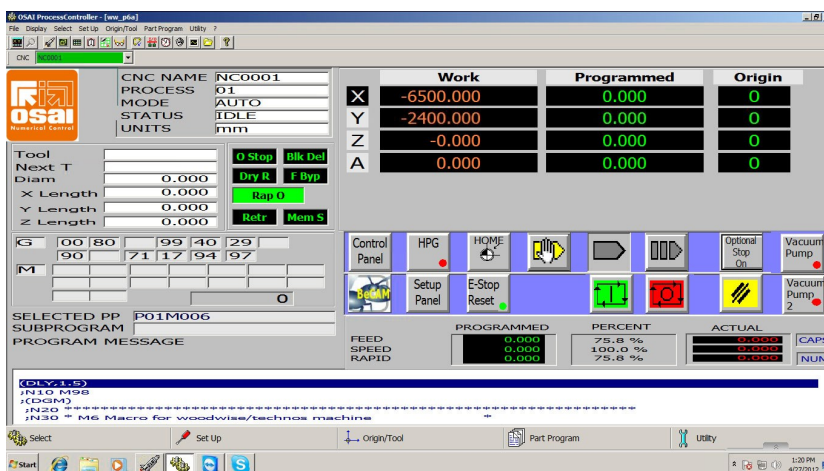 OSAI ProcessController - [ww_p6a]
File Display Select Set Up Origin/Tool Part Program Utility ?
CNC NC0001
osai
Numerical Control
CNC NAME NC0001
PROCESS 01
MODE AUTO
STATUS IDLE
UNITS mm
Work Programmed Origin
X -6500.000 0.000 0
Y -2400.000 0.000 0
Z -0.000 0.000 0
A 0.000 0.000 0
Tool
Next T
Diam 0.000
X Length 0.000
Y Length 0.000
Z Length 0.000
O Stop Blk Del
Dry R F Byp
Rap O
Retr Mem S
G 00 80 99 40 29
90 71 17 94 97
M
0
Control Panel
HPG
HOME
Optional Stop On
Vacuum Pump
BeCAM
Setup Panel
E-Stop Reset
Vacuum Pump 2
SELECTED PP P01M006
SUBPROGRAM
PROGRAM MESSAGE
PROGRAMMED PERCENT ACTUAL
FEED 0.000 75.8 % 0.000 CAPS
SPEED 0.000 100.0 % 0.000
RAPID 0.000 75.8 % 0.000 NUM
(DLY,1.5)
;N10 M98
;(DGM)
;N20 **********************************************************************
;N30 * M6 Macro for woodwise/technos machine *
Select Set Up Origin/Tool Part Program Utility
Start
1:20 PM
4/27/2012